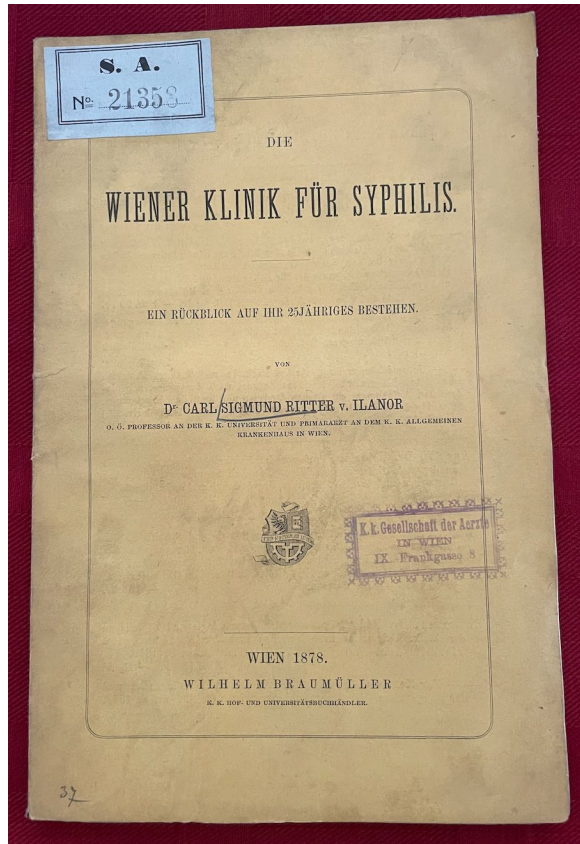 S. A.
No. 21358
DIE
WIENER KLINIK FÜR SYPHILIS.
EIN RÜCKBLICK AUF IHR 25JÄHRIGES BESTEHEN.
VON
Dr. CARL SIGMUND RITTER v. ILANOR
O. Ö. PROFESSOR AN DER K. K. UNIVERSITÄT UND PRIMARARZT AN DEM K. K. ALLGEMEINEN
KRANKENHAUS IN WIEN.
K. k. Gesellschaft der Aerzte
IN WIEN
IX. Frankgasse 8
WIEN 1878.
WILHELM BRAUMÜLLER
K. K. HOF- UND UNIVERSITÄTSBUCHHÄNDLER.
37